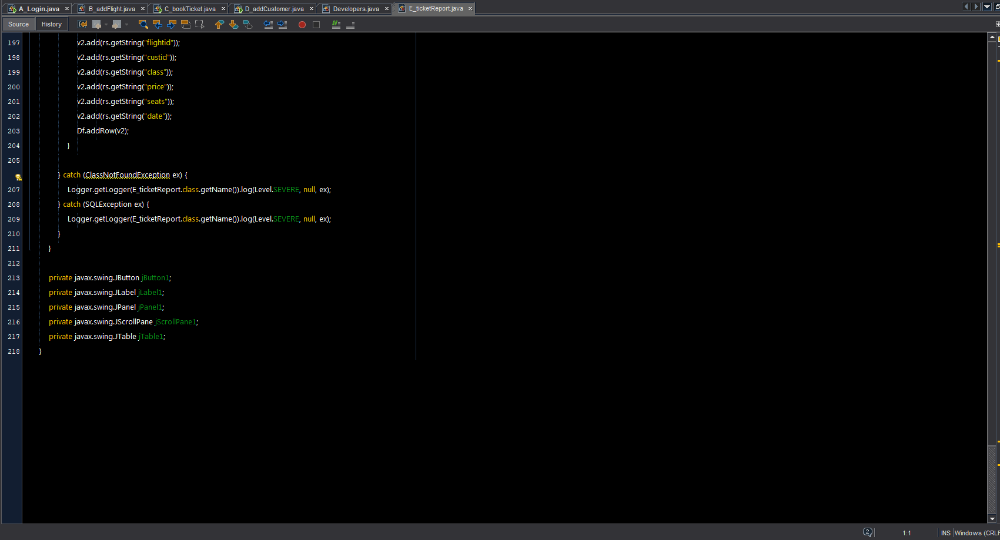 A_Login.java B_addFlight.java C_bookTicket.java D_addCustomer.java Developers.java E_ticketReport.java
Source History
197 v2.add(rs.getString("flightid"));
198 v2.add(rs.getString("custid"));
199 v2.add(rs.getString("class"));
200 v2.add(rs.getString("price"));
201 v2.add(rs.getString("seats"));
202 v2.add(rs.getString("date"));
203 Df.addRow(v2);
204 }
205
} catch (ClassNotFoundException ex) {
207 Logger.getLogger(E_ticketReport.class.getName()).log(Level.SEVERE, null, ex);
208 } catch (SQLException ex) {
209 Logger.getLogger(E_ticketReport.class.getName()).log(Level.SEVERE, null, ex);
210 }
211 }
212
213 private javax.swing.JButton jButton1;
214 private javax.swing.JLabel jLabel1;
215 private javax.swing.JPanel jPanel1;
216 private javax.swing.JScrollPane jScrollPane1;
217 private javax.swing.JTable jTable1;
218 }
2 1:1 INS Windows (CRLF